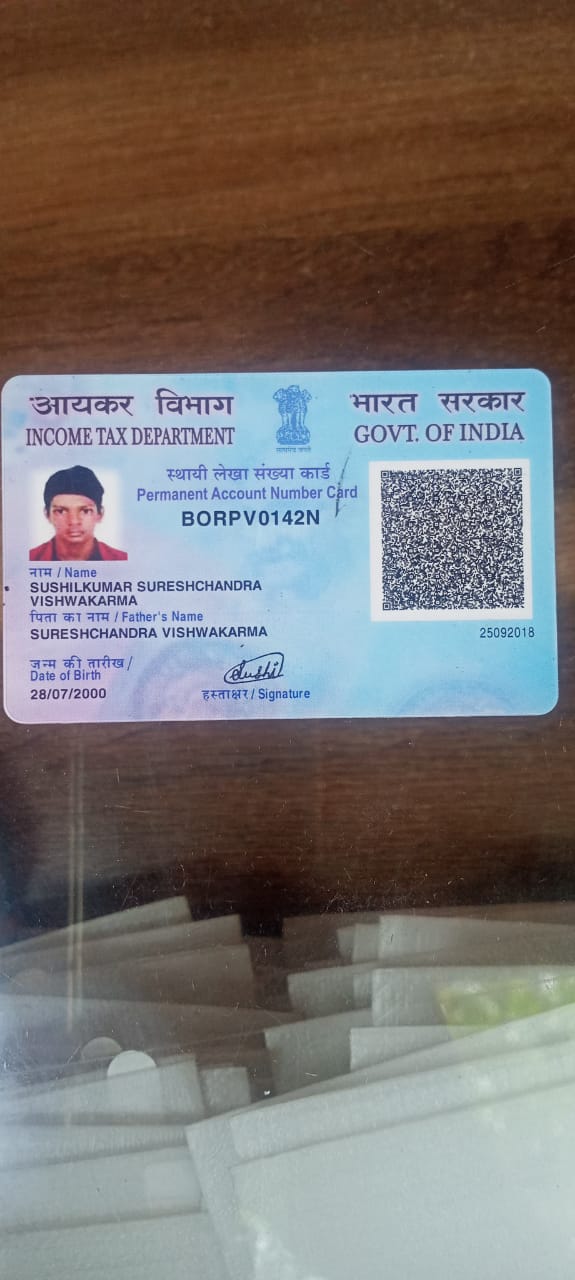 आयकर विभाग
INCOME TAX DEPARTMENT
भारत सरकार
GOVT. OF INDIA
सत्यमेव जयते
स्थायी लेखा संख्या कार्ड
Permanent Account Number Card
BORPV0142N
नाम / Name
SUSHILKUMAR SURESHCHANDRA
VISHWAKARMA
पिता का नाम / Father's Name
SURESHCHANDRA VISHWAKARMA
25092018
जन्म की तारीख /
Date of Birth
28/07/2000
हस्ताक्षर / Signature